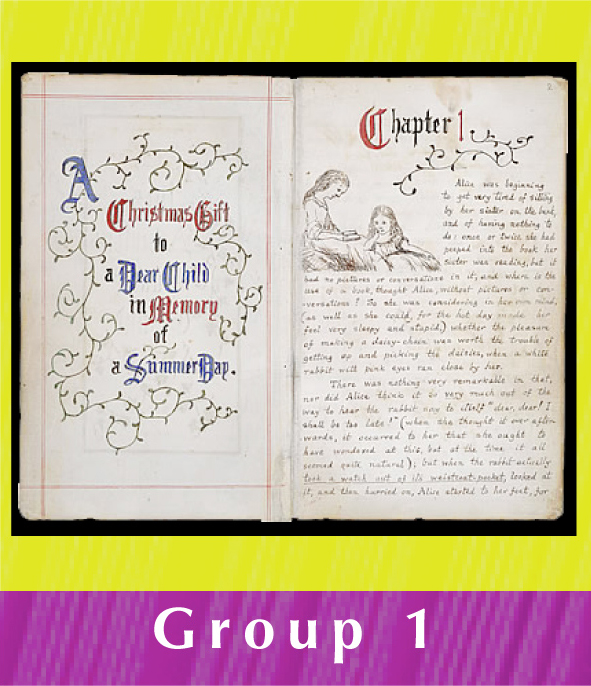 A
Christmas Gift
to
a Dear Child
in Memory
of
a Summer Day.
2
Chapter 1
Alice was beginning
to get very tired of sitting
by her sister on the bank,
and of having nothing to
do: once or twice she had
peeped into the book her
sister was reading, but it
had no pictures or conversations in it, and where is the
use of a book, thought Alice, without pictures or con-
versations? So she was considering in her own mind,
(as well as she could, for the hot day made her
feel very sleepy and stupid,) whether the pleasure
of making a daisy-chain was worth the trouble of
getting up and picking the daisies, when a white
rabbit with pink eyes ran close by her.
There was nothing very remarkable in that,
nor did Alice think it so very much out of the
way to hear the rabbit say to itself "dear, dear! I
shall be too late!" (when she thought it over after-
wards, it occurred to her that she ought to
have wondered at this, but at the time it all
seemed quite natural); but when the rabbit actually
took a watch out of its waistcoat-pocket, looked at
it, and then hurried on, Alice started to her feet, for
Group 1